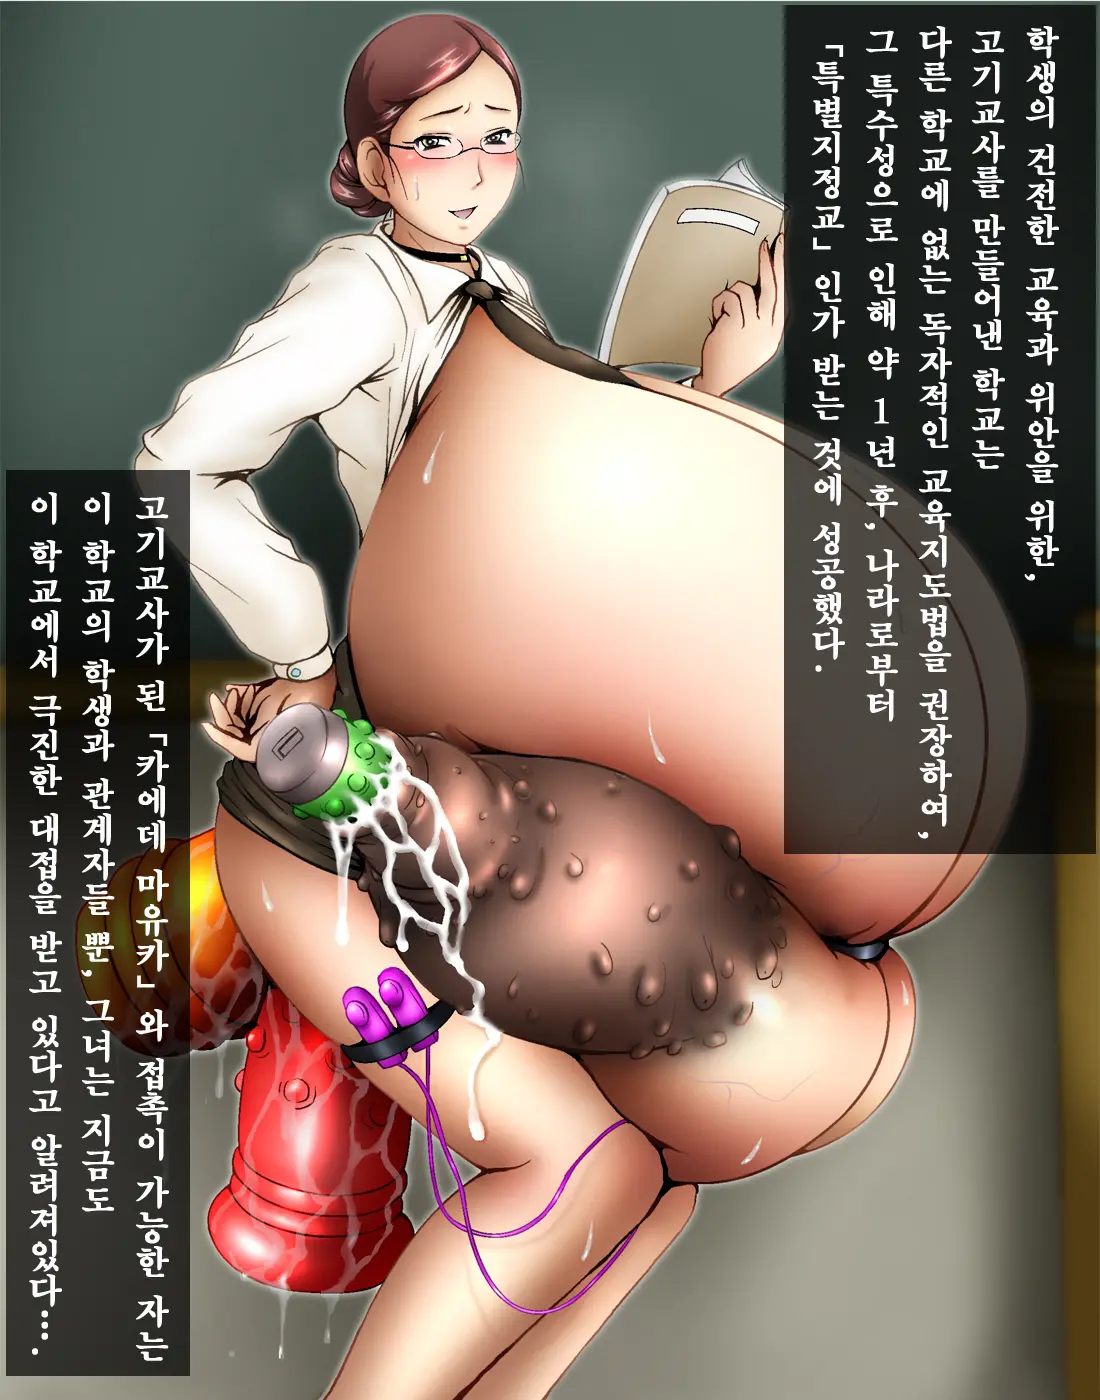 학생의 건전한 교육과 위안을 위한,
고기교사를 만들어낸 학교는
다른 학교에 없는 독자적인 교육지도법을 권장하여,
그 특수성으로 인해 약 1년 후, 나라로부터
「특별지정교」 인가 받는 것에 성공했다.
고기교사가 된 「카에데 마유카」 와 접촉이 가능한 자는
이 학교의 학생과 관계자들 뿐, 그녀는 지금도
이 학교에서 극진한 대접을 받고 있다고 알려져있다….